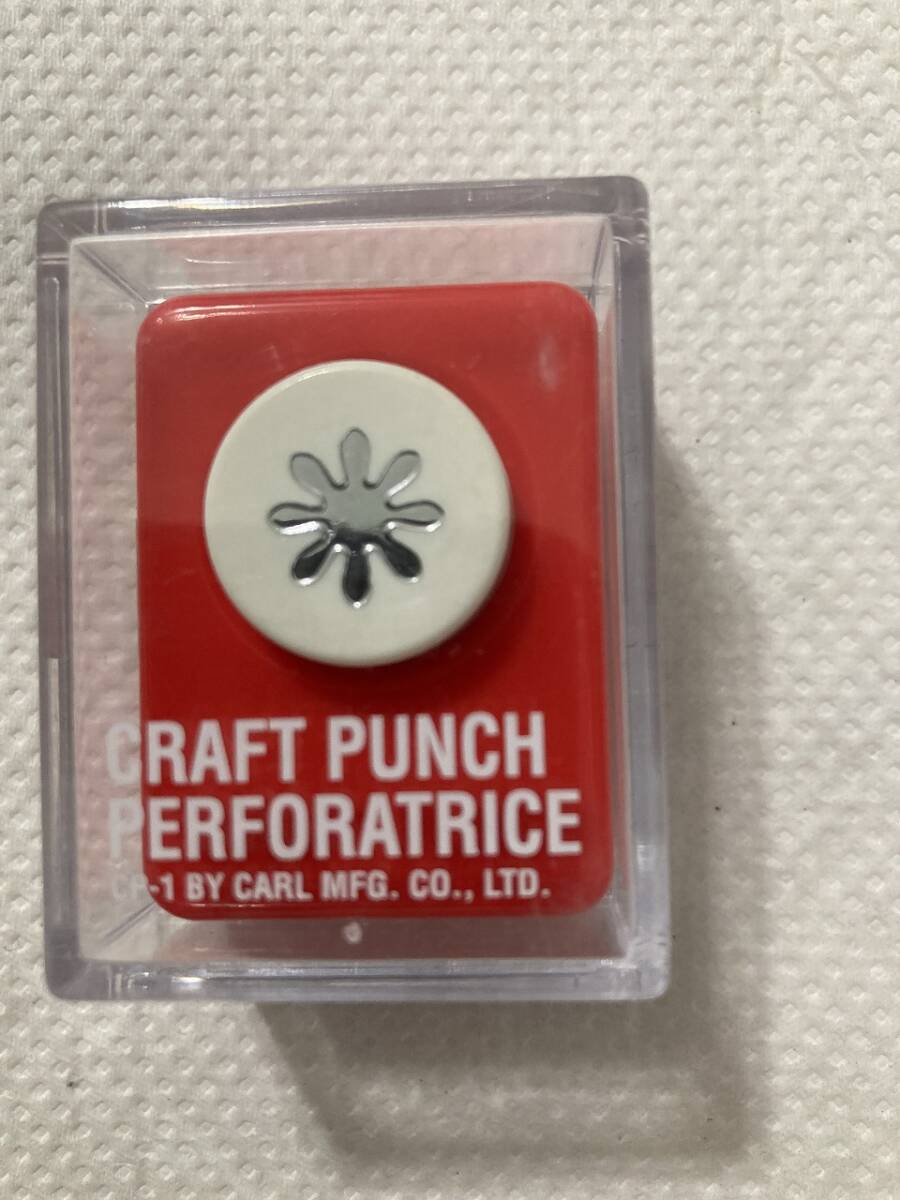 CRAFT PUNCH
PERFORATRICE
CP-1 BY CARL MFG. CO., LTD.